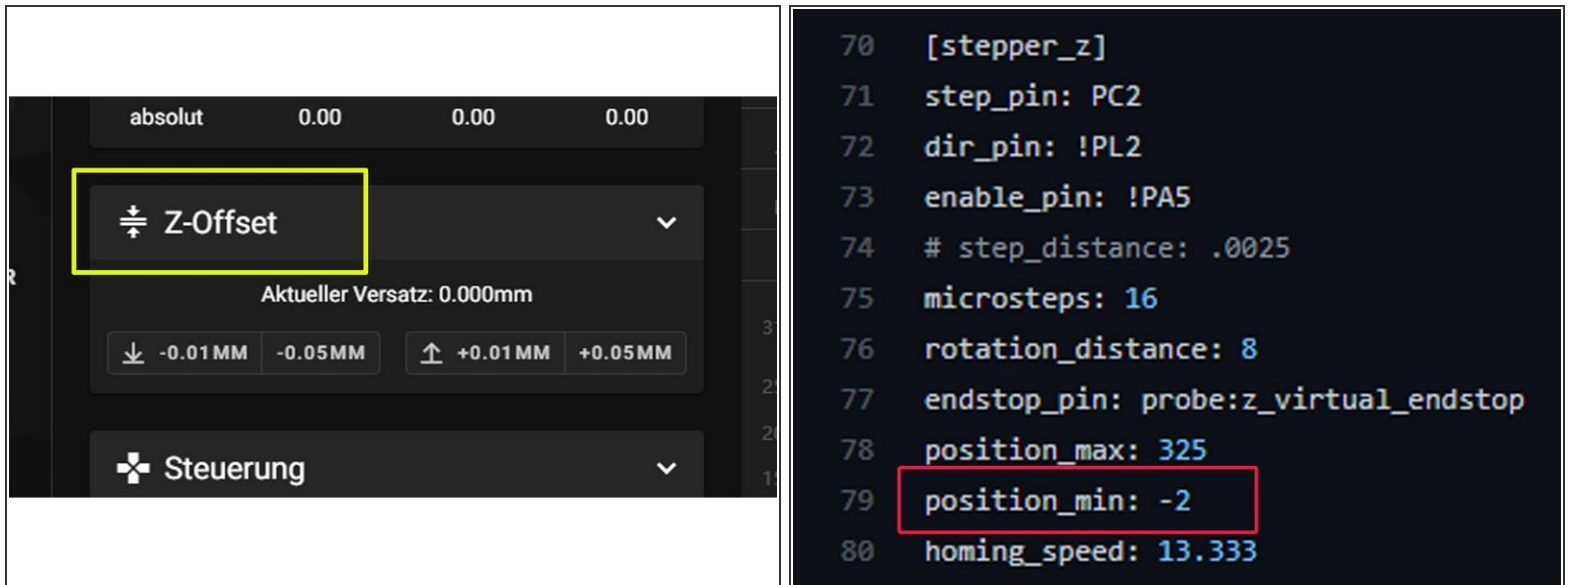 absolut 0.00 0.00 0.00
Z-Offset
Aktueller Versatz: 0.000mm
-0.01MM -0.05MM +0.01MM +0.05MM
Steuerung
70 [stepper_z]
71 step_pin: PC2
72 dir_pin: !PL2
73 enable_pin: !PA5
74 # step_distance: .0025
75 microsteps: 16
76 rotation_distance: 8
77 endstop_pin: probe:z_virtual_endstop
78 position_max: 325
79 position_min: -2
80 homing_speed: 13.333